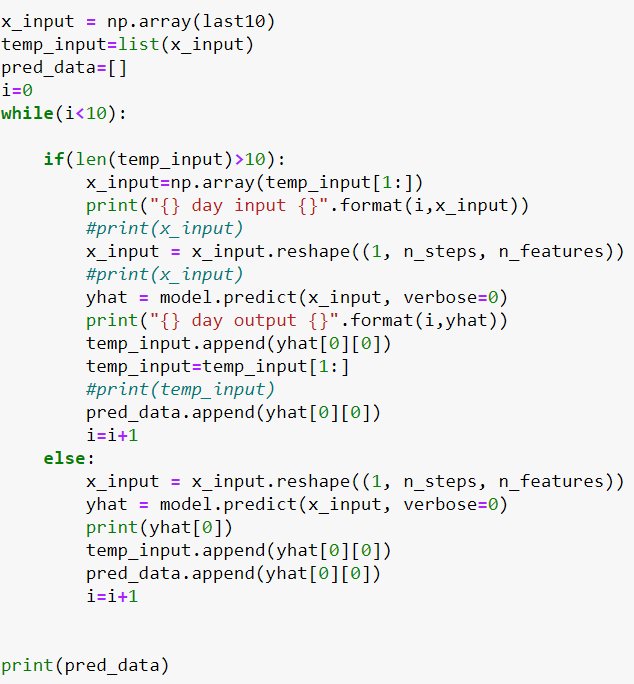 x_input = np.array(last10)
temp_input=list(x_input)
pred_data=[]
i=0
while(i<10):

    if(len(temp_input)>10):
        x_input=np.array(temp_input[1:])
        print("{} day input {}".format(i,x_input))
        #print(x_input)
        x_input = x_input.reshape((1, n_steps, n_features))
        #print(x_input)
        yhat = model.predict(x_input, verbose=0)
        print("{} day output {}".format(i,yhat))
        temp_input.append(yhat[0][0])
        temp_input=temp_input[1:]
        #print(temp_input)
        pred_data.append(yhat[0][0])
        i=i+1
    else:
        x_input = x_input.reshape((1, n_steps, n_features))
        yhat = model.predict(x_input, verbose=0)
        print(yhat[0])
        temp_input.append(yhat[0][0])
        pred_data.append(yhat[0][0])
        i=i+1


print(pred_data)